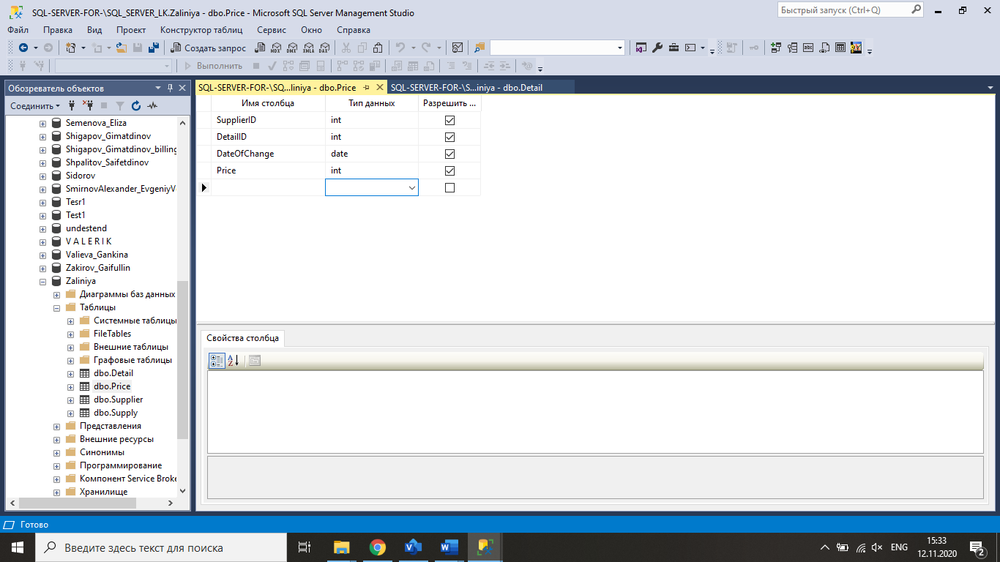 SQL-SERVER-FOR-\SQL_SERVER_LK.Zaliniya - dbo.Price - Microsoft SQL Server Management Studio
Быстрый запуск (Ctrl+Q)
Файл Правка Вид Проект Конструктор таблиц Сервис Окно Справка
Создать запрос MDX DMX XMLA DAX
Выполнить
Обозреватель объектов
Соединить
Semenova_Eliza
Shigapov_Gimatdinov
Shigapov_Gimatdinov_billing
Shpalitov_Saifetdinov
Sidorov
SmirnovAlexander_EvgeniyV
Tesr1
Test1
undestend
V A L E R I K
Valieva_Gankina
Zakirov_Gaifullin
Zaliniya
Диаграммы баз данных
Таблицы
Системные таблицы
FileTables
Внешние таблицы
Графовые таблицы
dbo.Detail
dbo.Price
dbo.Supplier
dbo.Supply
Представления
Внешние ресурсы
Синонимы
Программирование
Компонент Service Broke
Хранилище
SQL-SERVER-FOR-\SQ...liniya - dbo.Price
SQL-SERVER-FOR-\S...iniya - dbo.Detail
Имя столбца Тип данных Разрешить ...
SupplierID int
DetailID int
DateOfChange date
Price int
Свойства столбца
Готово
Введите здесь текст для поиска
ENG
15:33
12.11.2020
2